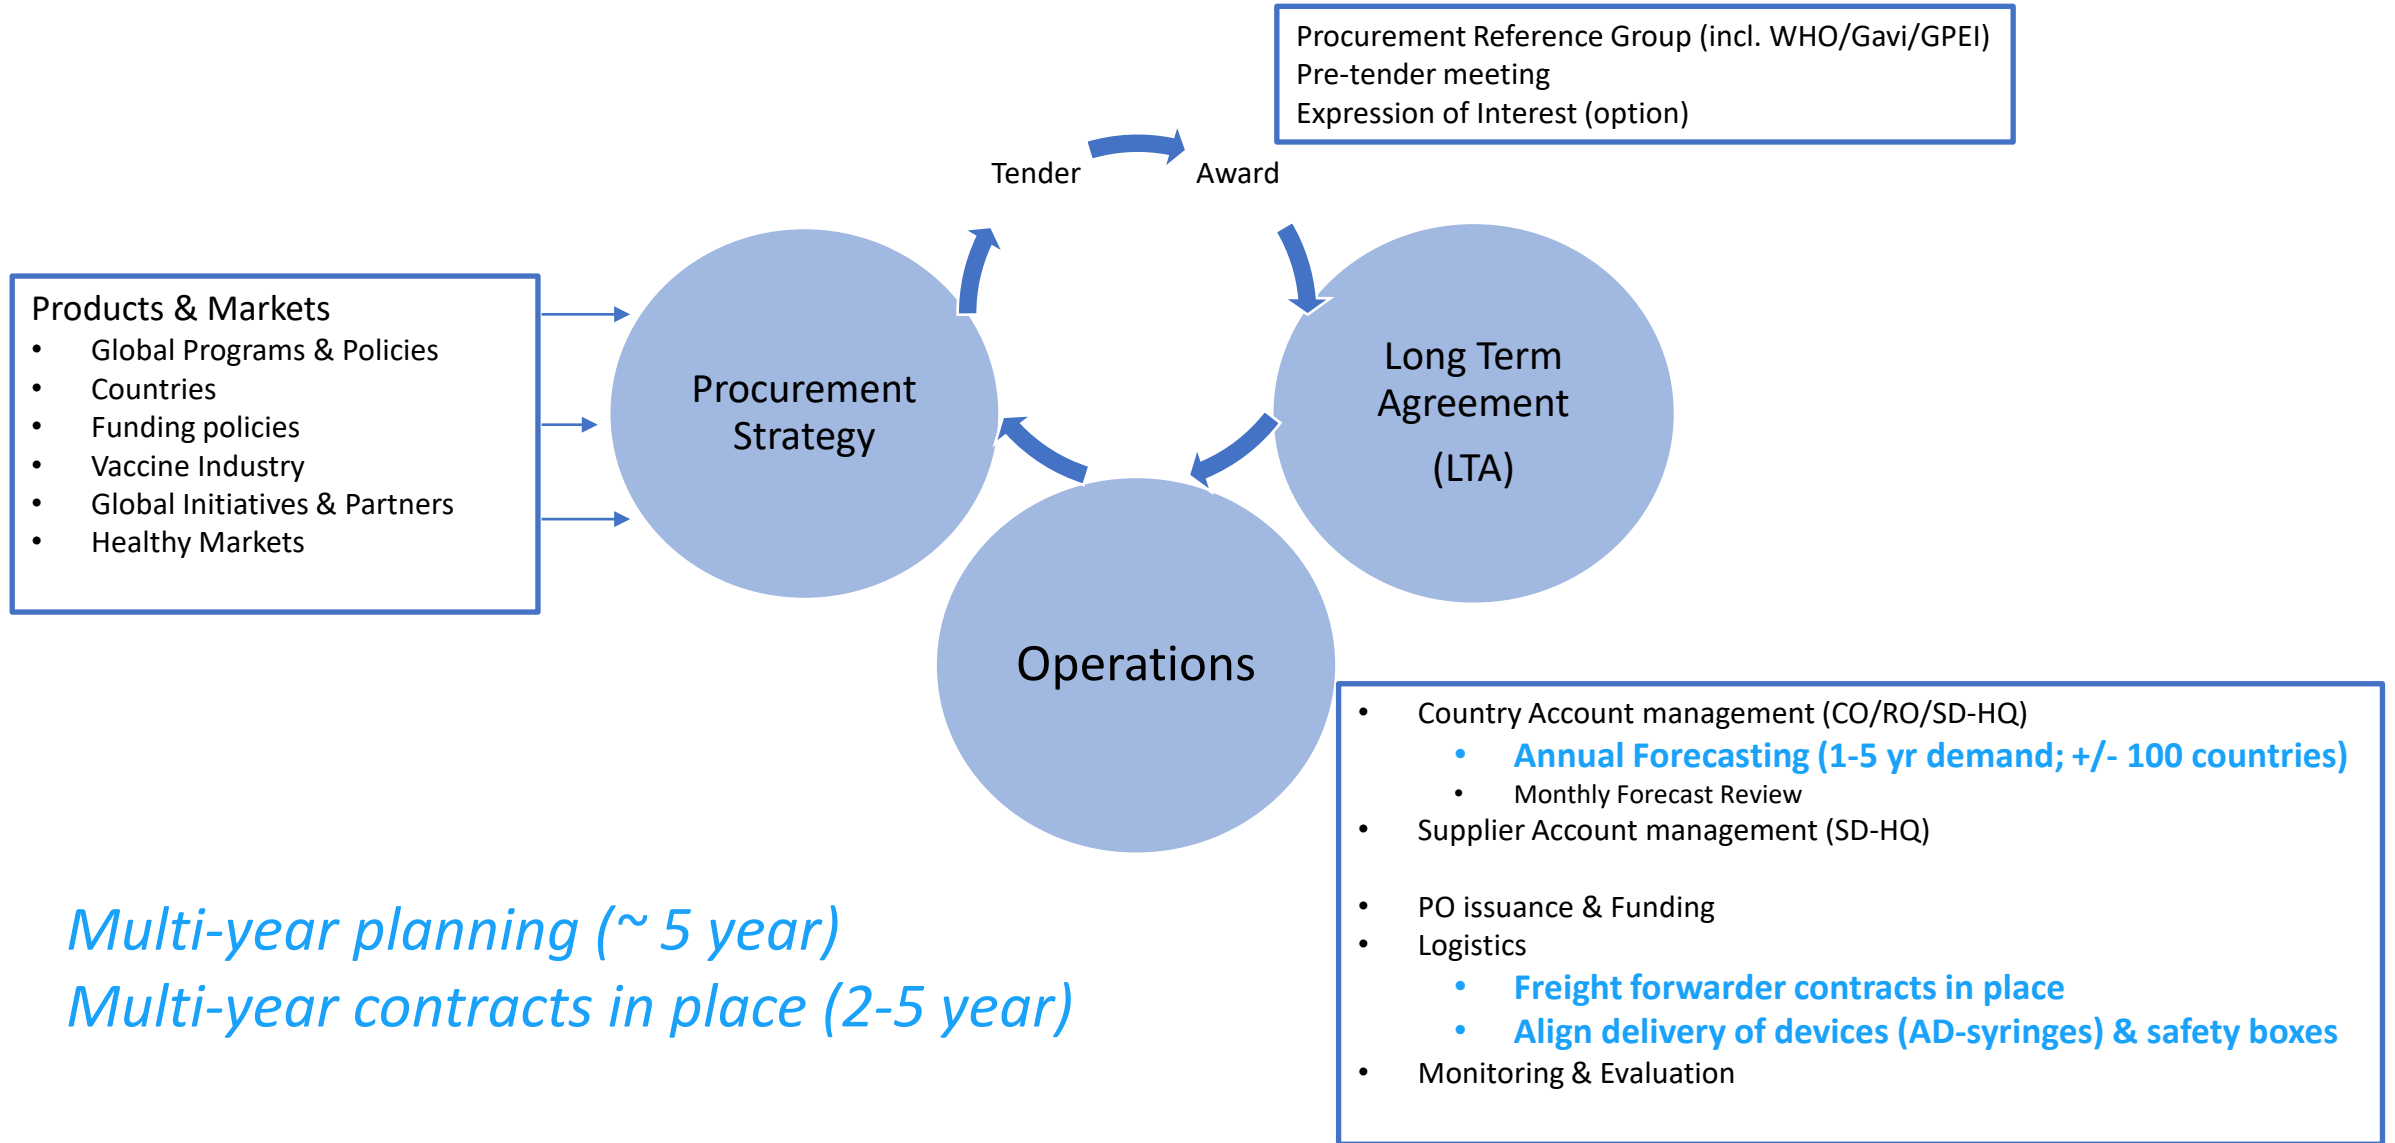 Procurement Reference Group (incl. WHO/Gavi/GPEI)
Pre-tender meeting
Expression of Interest (option)
Tender
Award
Products & Markets
• Global Programs & Policies
• Countries
• Funding policies
• Vaccine Industry
• Global Initiatives & Partners
• Healthy Markets
Procurement
Strategy
Long Term
Agreement
(LTA)
Operations
• Country Account management (CO/RO/SD-HQ)
• Annual Forecasting (1-5 yr demand; +/- 100 countries)
• Monthly Forecast Review
• Supplier Account management (SD-HQ)
• PO issuance & Funding
• Logistics
• Freight forwarder contracts in place
• Align delivery of devices (AD-syringes) & safety boxes
• Monitoring & Evaluation
Multi-year planning (~ 5 year)
Multi-year contracts in place (2-5 year)